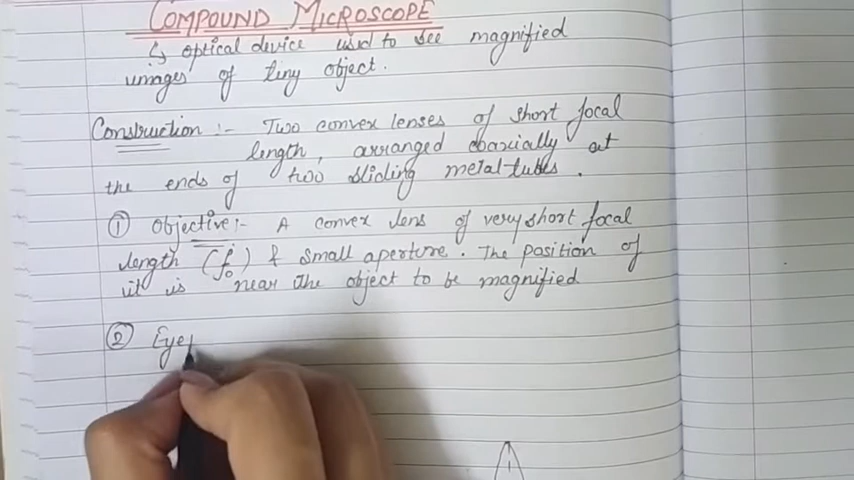 COMPOUND MICROSCOPE
↳ optical device used to see magnified
images of tiny object.
Construction :- Two convex lenses of short focal
length, arranged coaxially at
the ends of two sliding metal tubes.
① Objective :- A convex lens of very short focal
length (f₀) & small aperture. The position of
it is near the object to be magnified
② Eye